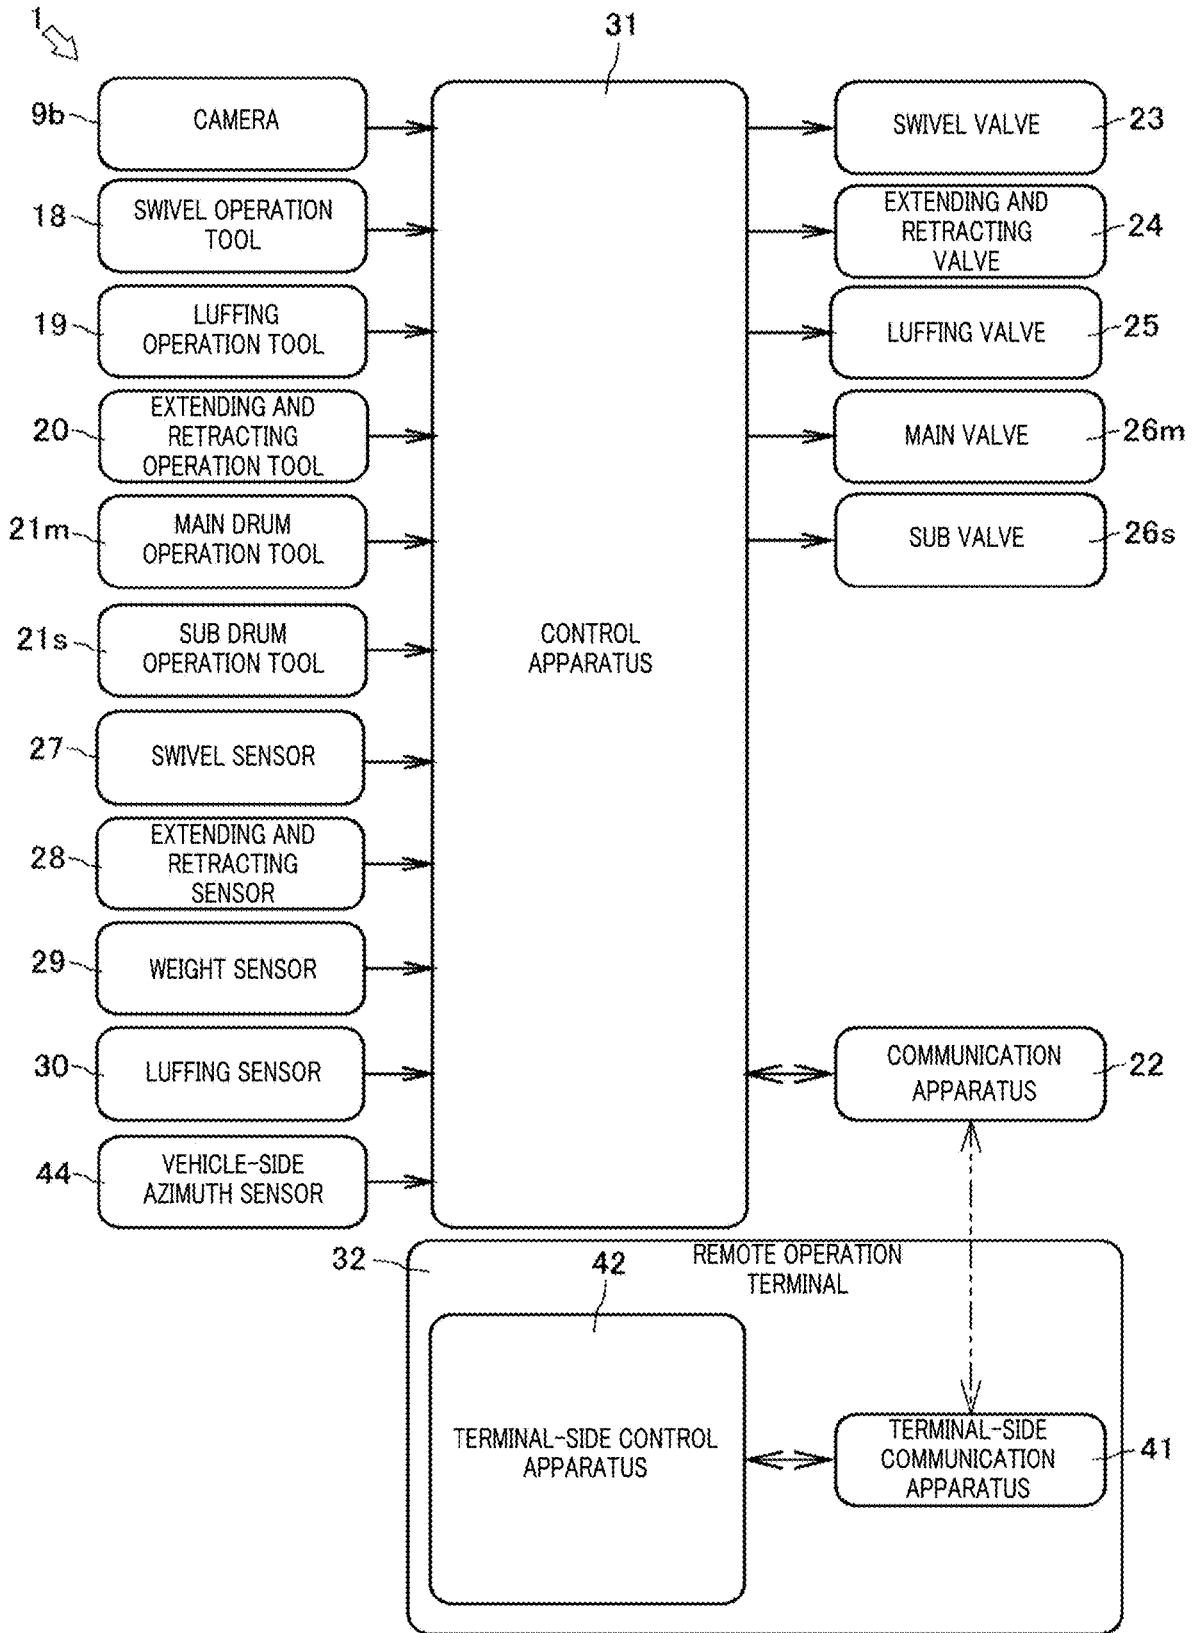 1
31
9b
CAMERA
SWIVEL VALVE
23
18
SWIVEL OPERATION
TOOL
EXTENDING AND
RETRACTING
VALVE
24
19
LUFFING
OPERATION TOOL
LUFFING VALVE
25
20
EXTENDING AND
RETRACTING
OPERATION TOOL
MAIN VALVE
26m
21m
MAIN DRUM
OPERATION TOOL
SUB VALVE
26s
21s
SUB DRUM
OPERATION TOOL
CONTROL
APPARATUS
27
SWIVEL SENSOR
28
EXTENDING AND
RETRACTING
SENSOR
29
WEIGHT SENSOR
30
LUFFING SENSOR
COMMUNICATION
APPARATUS
22
44
VEHICLE-SIDE
AZIMUTH SENSOR
32
42
REMOTE OPERATION
TERMINAL
TERMINAL-SIDE CONTROL
APPARATUS
TERMINAL-SIDE
COMMUNICATION
APPARATUS
41